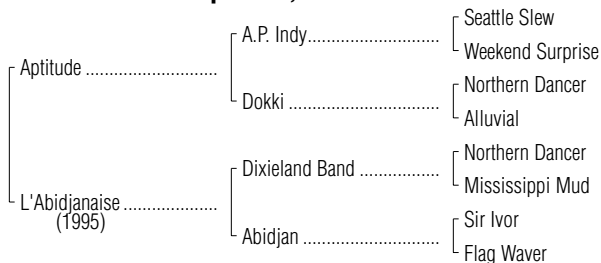 Seattle Slew
A.P. Indy..................................
Weekend Surprise
Aptitude ............................
Northern Dancer
Dokki ......................................
Alluvial
Northern Dancer
Dixieland Band ......................
Mississippi Mud
L'Abidjanaise ....................
(1995)
Sir Ivor
Abidjan ...................................
Flag Waver